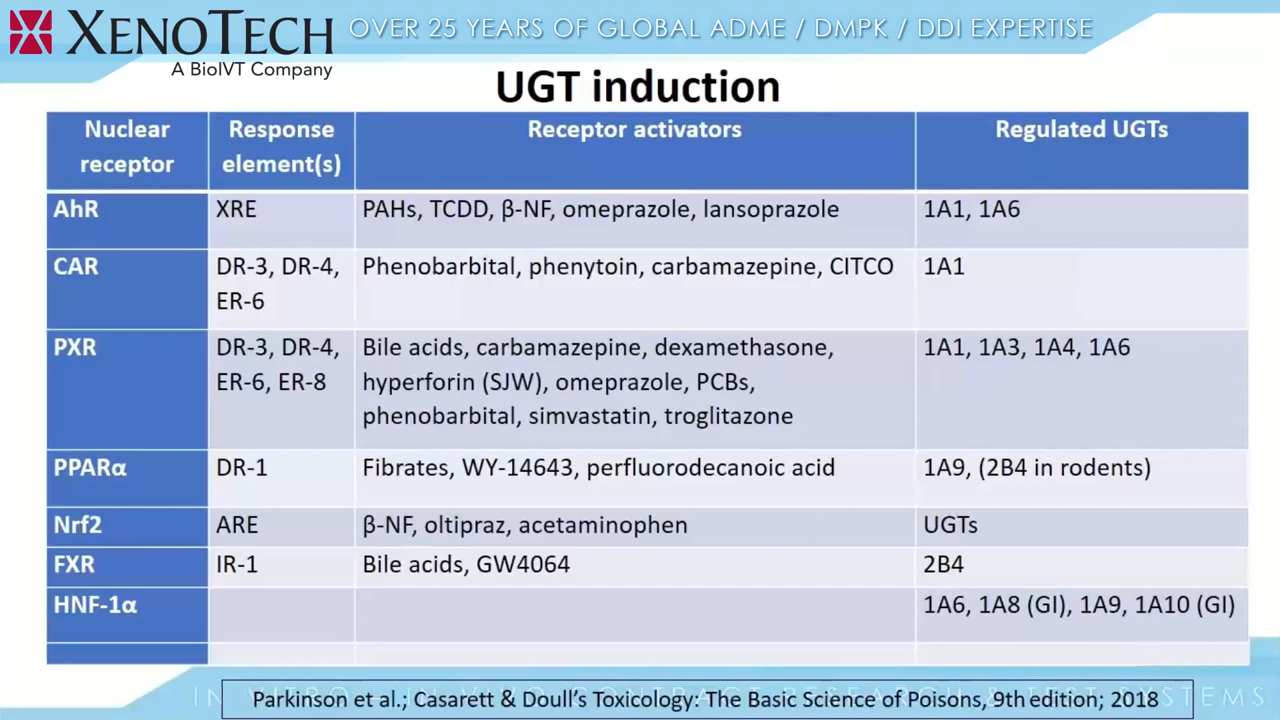 XENOTECH
A BioIVT Company
OVER 25 YEARS OF GLOBAL ADME / DMPK / DDI EXPERTISE
UGT induction
Nuclear receptor
Response element(s)
Receptor activators
Regulated UGTs
AhR
XRE
PAHs, TCDD, β-NF, omeprazole, lansoprazole
1A1, 1A6
CAR
DR-3, DR-4,
ER-6
Phenobarbital, phenytoin, carbamazepine, CITCO
1A1
PXR
DR-3, DR-4,
ER-6, ER-8
Bile acids, carbamazepine, dexamethasone,
hyperforin (SJW), omeprazole, PCBs,
phenobarbital, simvastatin, troglitazone
1A1, 1A3, 1A4, 1A6
PPARα
DR-1
Fibrates, WY-14643, perfluorodecanoic acid
1A9, (2B4 in rodents)
Nrf2
ARE
β-NF, oltipraz, acetaminophen
UGTs
FXR
IR-1
Bile acids, GW4064
2B4
HNF-1α
1A6, 1A8 (GI), 1A9, 1A10 (GI)
Parkinson et al.; Casarett & Doull's Toxicology: The Basic Science of Poisons, 9th edition; 2018